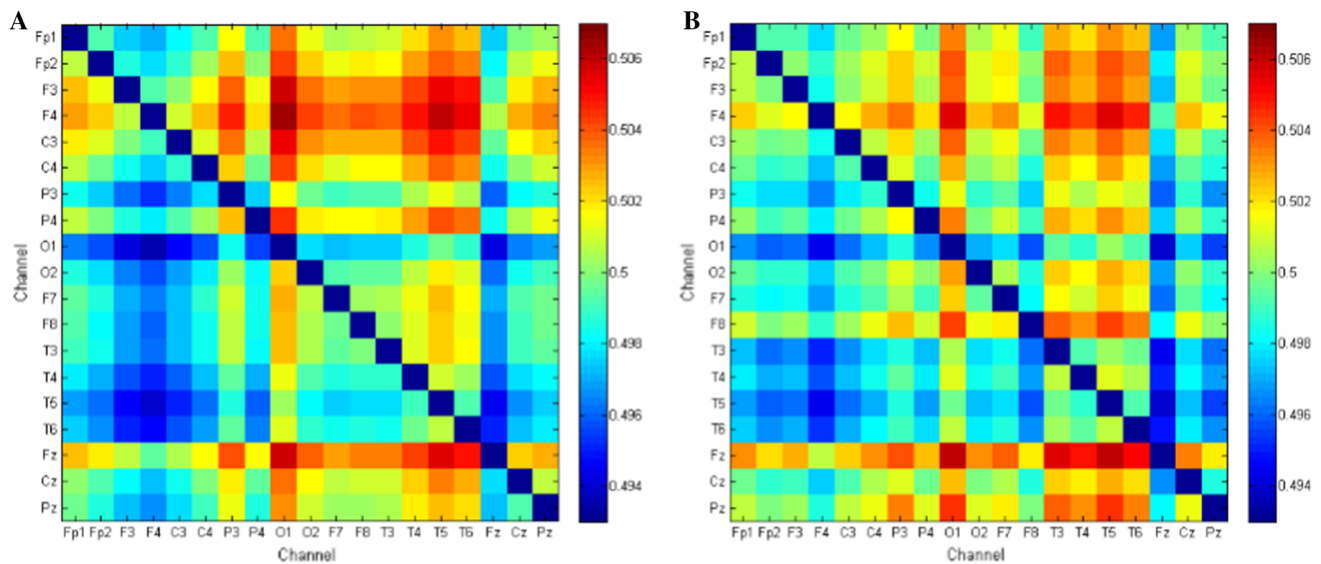 A
Fp1
Fp2
F3
F4
C3
C4
P3
P4
O1
O2
F7
F8
T3
T4
T5
T6
Fz
Cz
Pz
Channel
Fp1 Fp2 F3 F4 C3 C4 P3 P4 O1 O2 F7 F8 T3 T4 T5 T6 Fz Cz Pz
Channel
0.506
0.504
0.502
0.5
0.498
0.496
0.494
B
Fp1
Fp2
F3
F4
C3
C4
P3
P4
O1
O2
F7
F8
T3
T4
T5
T6
Fz
Cz
Pz
Channel
Fp1 Fp2 F3 F4 C3 C4 P3 P4 O1 O2 F7 F8 T3 T4 T5 T6 Fz Cz Pz
Channel
0.506
0.504
0.502
0.5
0.498
0.496
0.494